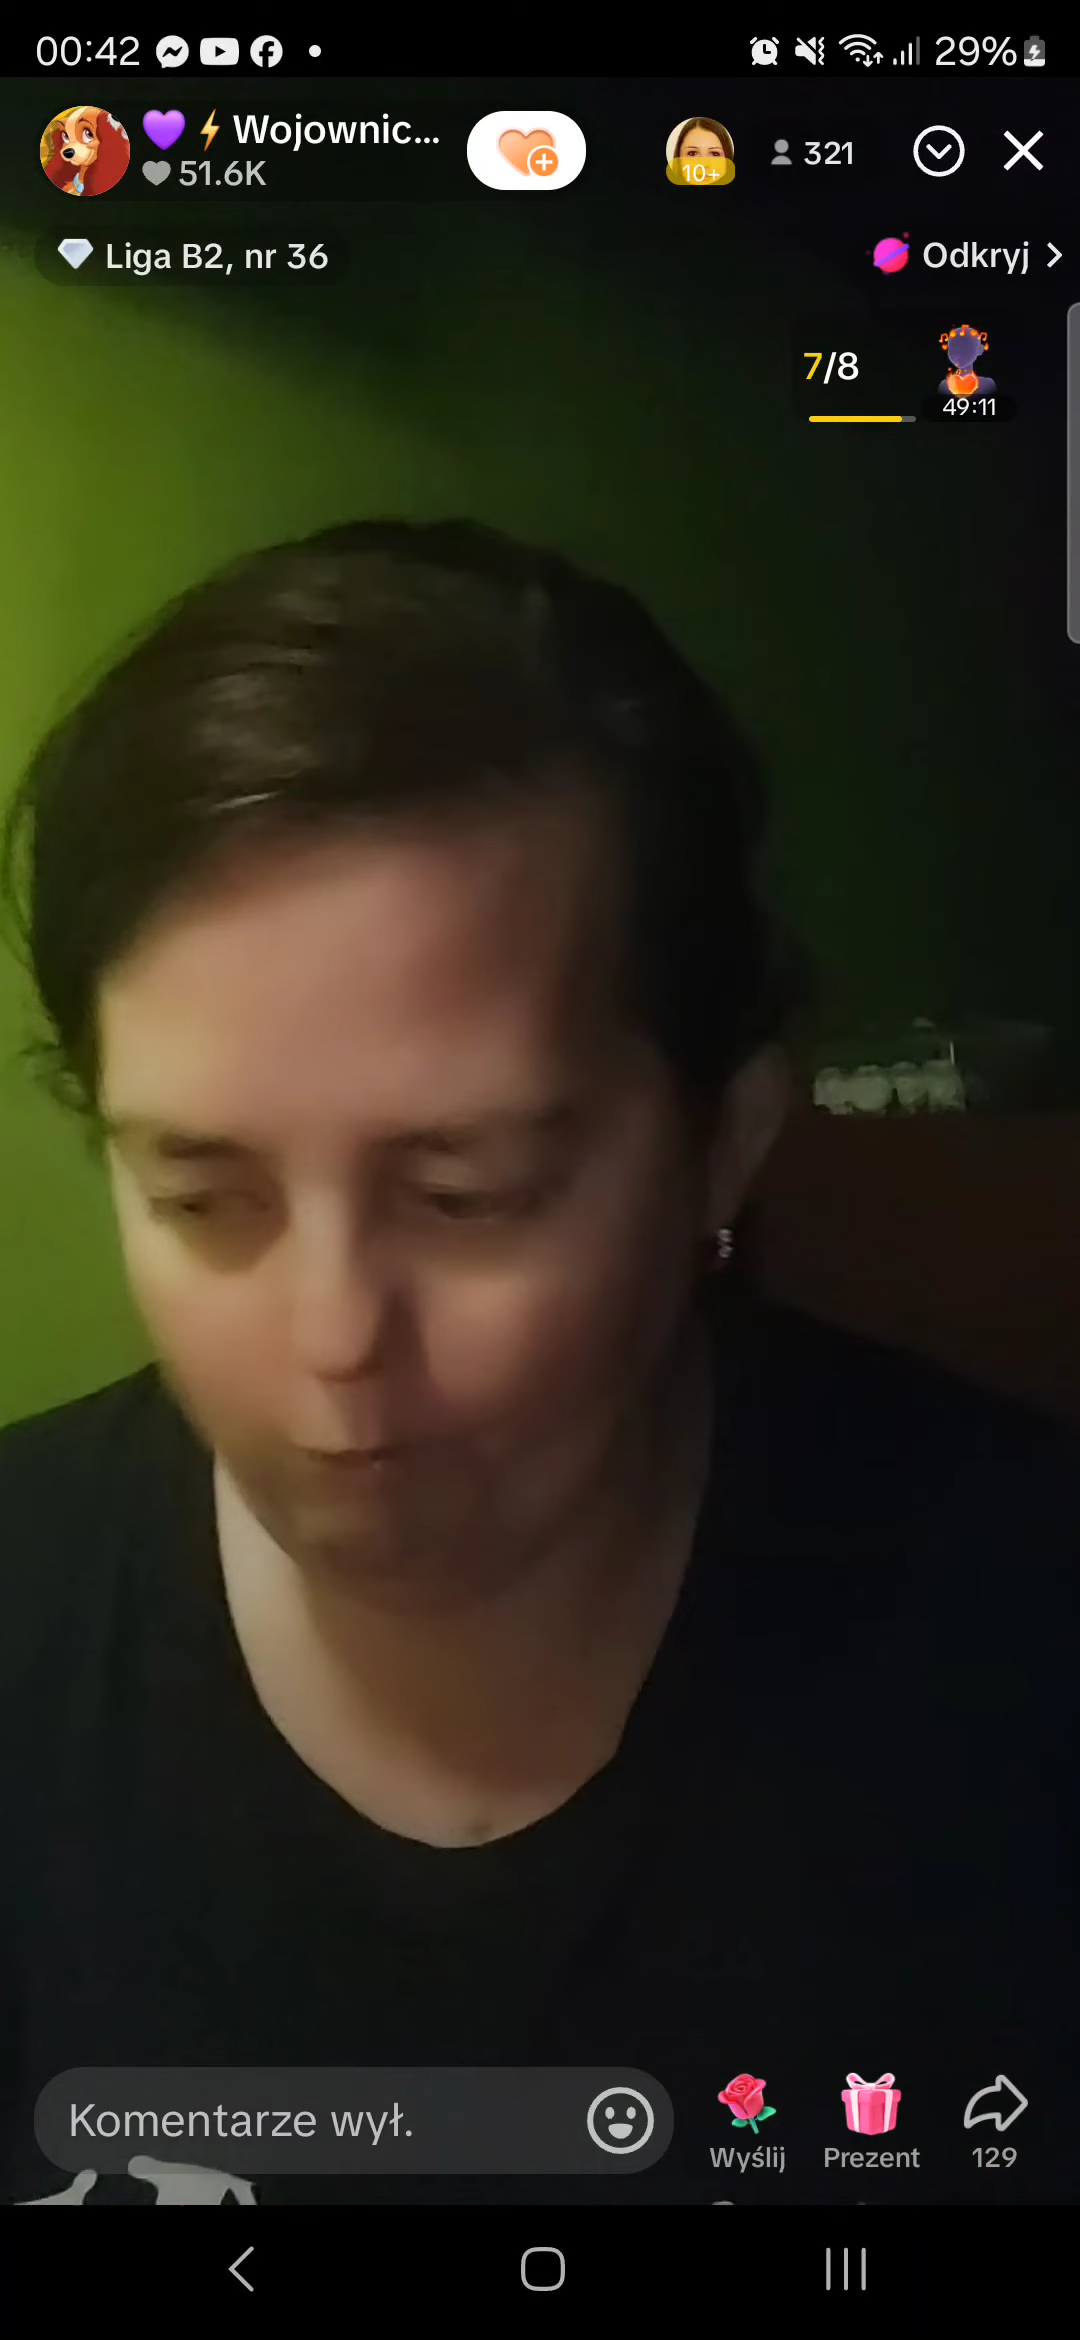 00:42
29%
💜⚡Wojownic...
51.6K
10+
321
Liga B2, nr 36
Odkryj
7/8
49:11
Komentarze wył.
Wyślij
Prezent
129